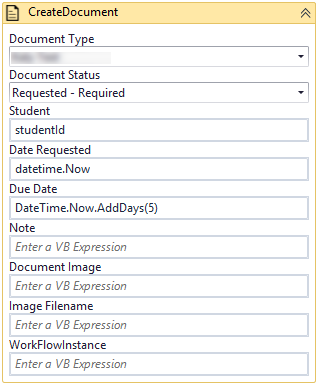 CreateDocument
Document Type
Document Status
Requested - Required
Student
studentId
Date Requested
datetime.Now
Due Date
DateTime.Now.AddDays(5)
Note
Enter a VB Expression
Document Image
Enter a VB Expression
Image Filename
Enter a VB Expression
WorkFlowInstance
Enter a VB Expression